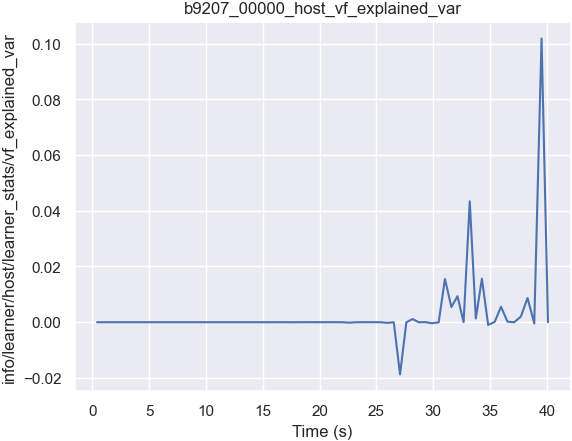 b9207_00000_host_vf_explained_var
info/learner/host/learner_stats/vf_explained_var
0.10
0.08
0.06
0.04
0.02
0.00
−0.02
0 5 10 15 20 25 30 35 40
Time (s)